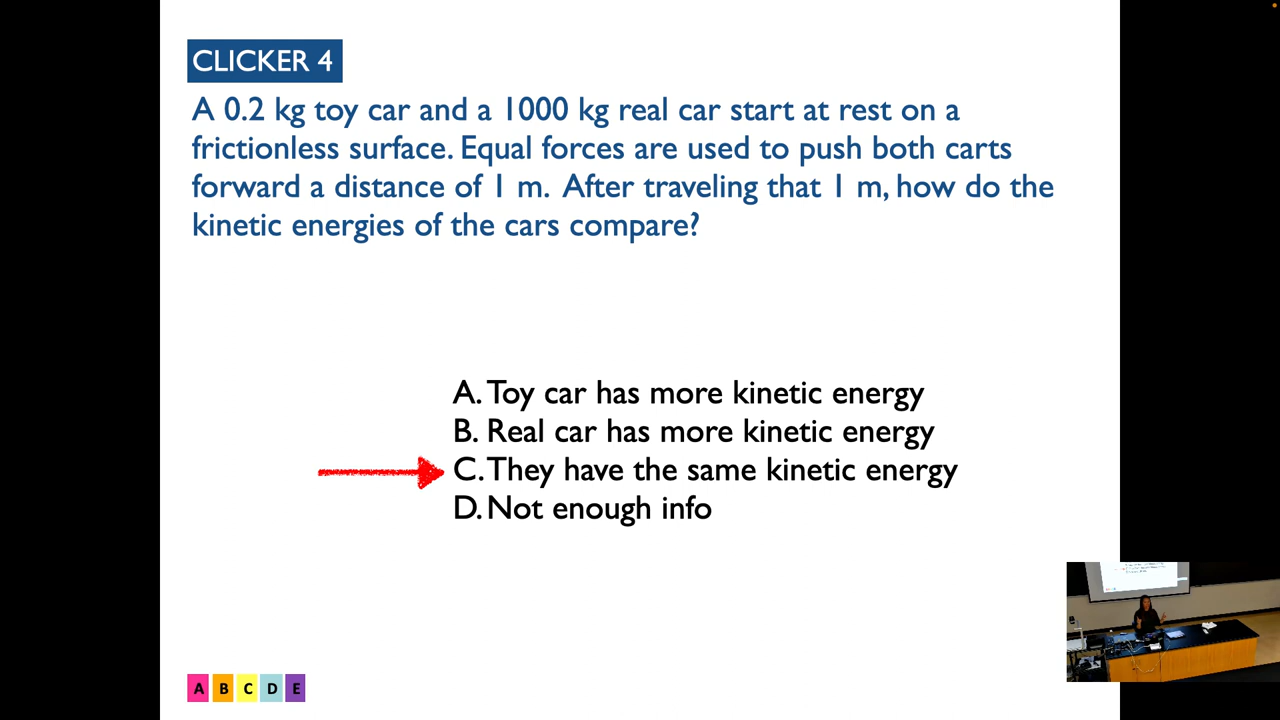 CLICKER 4
A 0.2 kg toy car and a 1000 kg real car start at rest on a
frictionless surface. Equal forces are used to push both carts
forward a distance of 1 m.  After traveling that 1 m, how do the
kinetic energies of the cars compare?
A. Toy car has more kinetic energy
B. Real car has more kinetic energy
C. They have the same kinetic energy
D. Not enough info
A B C D E